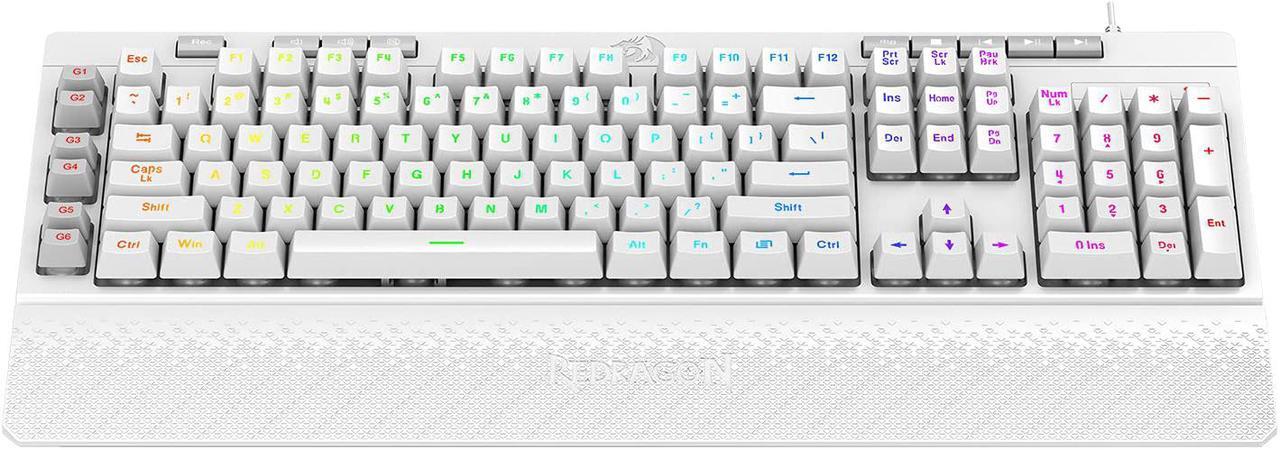 Rec
Esc F1 F2 F3 F4 F5 F6 F7 F8 F9 F10 F11 F12 Prt Scr Scr Lk Pau Brk
G1
G2
~ ` 1! 2@ 3# 4$ 5% 6^ 7& 8* 9( 0) -_ =+ Ins Home Pg Up Num Lk / * -
G3
Q W E R T Y U I O P [{ ]} \| Del End Pg Dn 7 8 9 +
G4
Caps Lk A S D F G H J K L ;: '" 4 5 6
G5
Shift Z X C V B N M ,< .> /? Shift 1 2 3 Ent
G6
Ctrl Win Alt Alt Fn Ctrl 0 Ins Del
REDRAGON